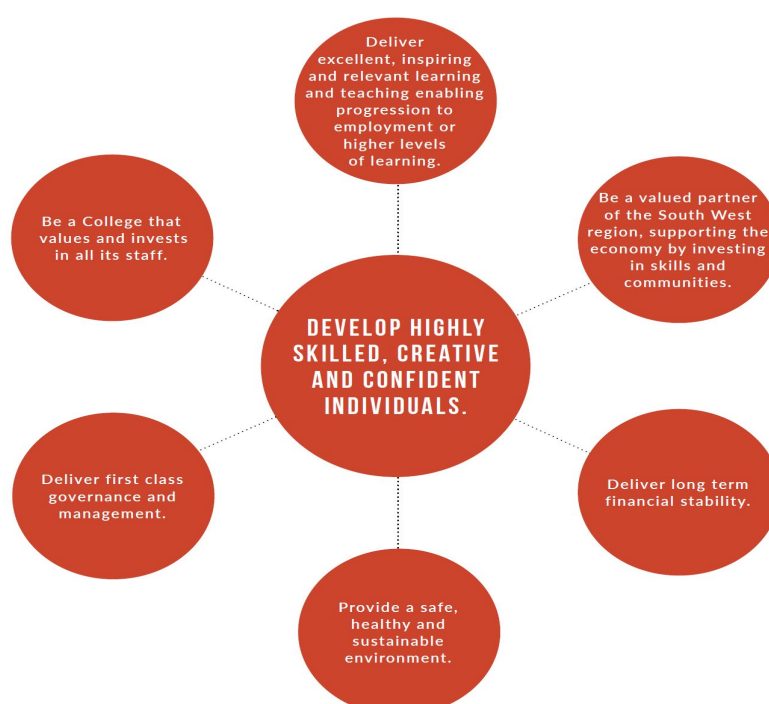 Deliver
excellent, inspiring
and relevant learning
and teaching enabling
progression to
employment or
higher levels
of learning.
Be a College that
values and invests
in all its staff.
Be a valued partner
of the South West
region, supporting the
economy by investing
in skills and
communities.
DEVELOP HIGHLY
SKILLED, CREATIVE
AND CONFIDENT
INDIVIDUALS.
Deliver first class
governance and
management.
Deliver long term
financial stability.
Provide a safe,
healthy and
sustainable
environment.